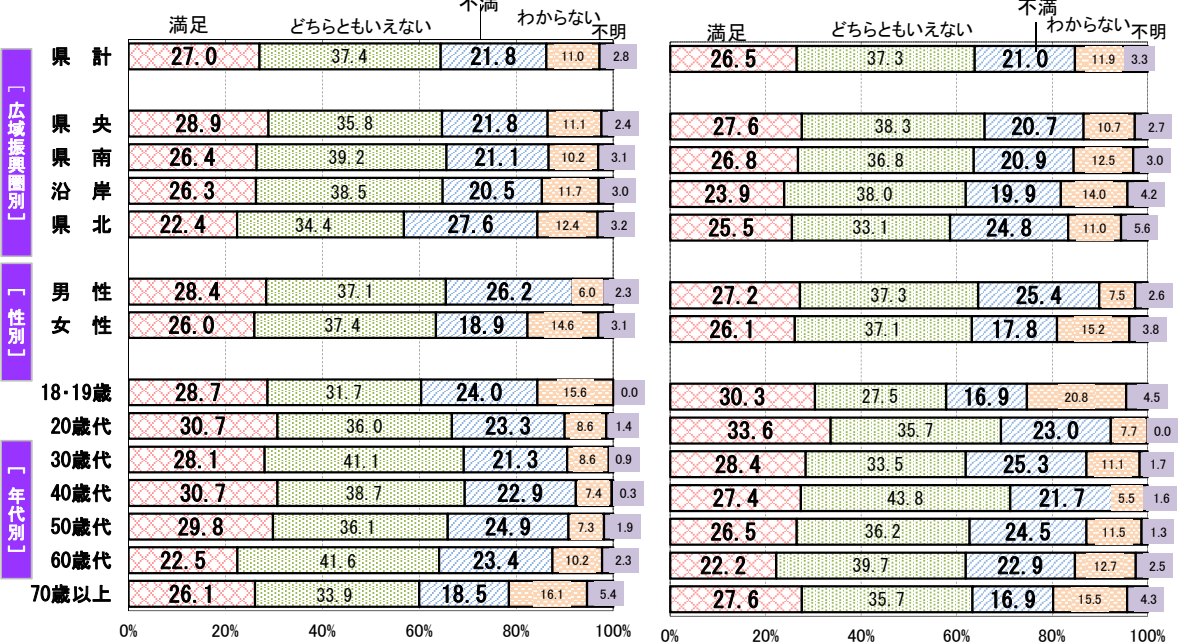 満足 どちらともいえない 不満 わからない 不明 満足 どちらともいえない 不満 わからない 不明
県 計 27.0 37.4 21.8 11.0 2.8 26.5 37.3 21.0 11.9 3.3
[広域振興圏別]
県 央 28.9 35.8 21.8 11.1 2.4 27.6 38.3 20.7 10.7 2.7
県 南 26.4 39.2 21.1 10.2 3.1 26.8 36.8 20.9 12.5 3.0
沿 岸 26.3 38.5 20.5 11.7 3.0 23.9 38.0 19.9 14.0 4.2
県 北 22.4 34.4 27.6 12.4 3.2 25.5 33.1 24.8 11.0 5.6
[性別]
男 性 28.4 37.1 26.2 6.0 2.3 27.2 37.3 25.4 7.5 2.6
女 性 26.0 37.4 18.9 14.6 3.1 26.1 37.1 17.8 15.2 3.8
18・19歳 28.7 31.7 24.0 15.6 0.0 30.3 27.5 16.9 20.8 4.5
20歳代 30.7 36.0 23.3 8.6 1.4 33.6 35.7 23.0 7.7 0.0
[年代別]
30歳代 28.1 41.1 21.3 8.6 0.9 28.4 33.5 25.3 11.1 1.7
40歳代 30.7 38.7 22.9 7.4 0.3 27.4 43.8 21.7 5.5 1.6
50歳代 29.8 36.1 24.9 7.3 1.9 26.5 36.2 24.5 11.5 1.3
60歳代 22.5 41.6 23.4 10.2 2.3 22.2 39.7 22.9 12.7 2.5
70歳以上 26.1 33.9 18.5 16.1 5.4 27.6 35.7 16.9 15.5 4.3
0% 20% 40% 60% 80% 100% 0% 20% 40% 60% 80% 100%